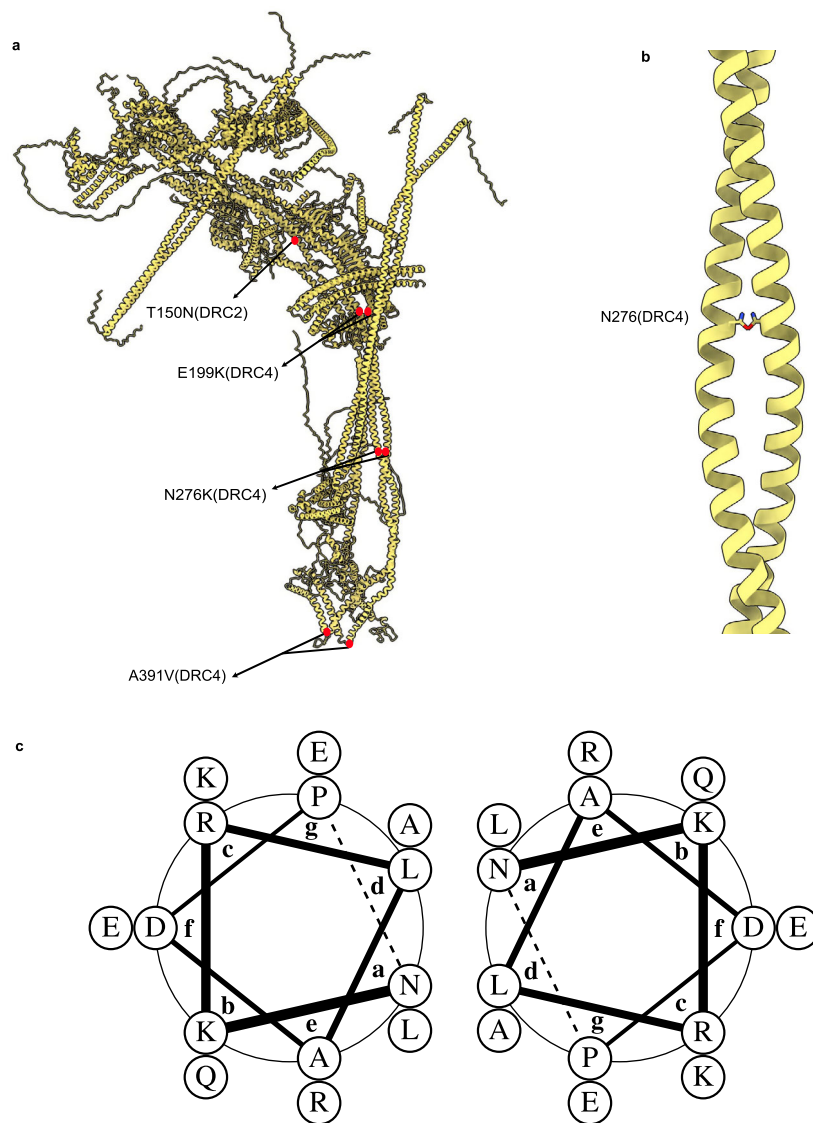 a
b
T150N(DRC2)
N276(DRC4)
E199K(DRC4)
N276K(DRC4)
A391V(DRC4)
c
E R
K Q
P A
R g e K
c L b
A
L N
d a
E D f f D E
a d
N L
b c
L A
K e g R
A P
Q K
R E